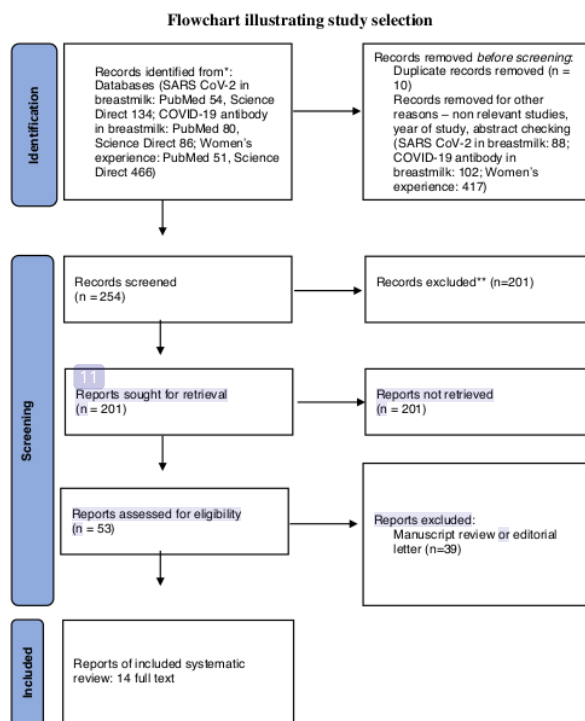 Flowchart illustrating study selection
Identification
Records identified from*:
Databases (SARS CoV-2 in
breastmilk: PubMed 54, Science
Direct 134; COVID-19 antibody
in breastmilk: PubMed 80,
Science Direct 86; Women's
experience: PubMed 51, Science
Direct 466)
Records removed before screening:
Duplicate records removed (n =
10)
Records removed for other
reasons – non relevant studies,
year of study, abstract checking
(SARS CoV-2 in breastmilk: 88;
COVID-19 antibody in
breastmilk: 102; Women's
experience: 417)
Screening
Records screened
(n = 254)
Records excluded** (n=201)
11
Reports sought for retrieval
(n = 201)
Reports not retrieved
(n = 201)
Reports assessed for eligibility
(n = 53)
Reports excluded:
Manuscript review or editorial
letter (n=39)
Included
Reports of included systematic
review: 14 full text